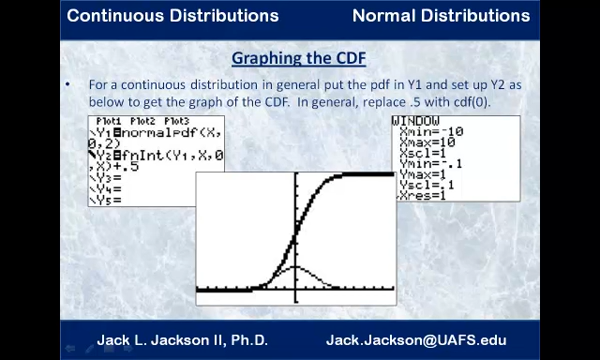 Continuous Distributions
Normal Distributions
Graphing the CDF
• For a continuous distribution in general put the pdf in Y1 and set up Y2 as
below to get the graph of the CDF. In general, replace .5 with cdf(0).
Plot1 Plot2 Plot3
\Y1=normalpdf(X,
0,2)
\Y2=fnInt(Y1,X,0
,X)+.5
\Y3=
\Y4=
\Y5=
WINDOW
Xmin=-10
Xmax=10
Xscl=1
Ymin=-.1
Ymax=1
Yscl=.1
Xres=1
Jack L. Jackson II, Ph.D.
Jack.Jackson@UAFS.edu